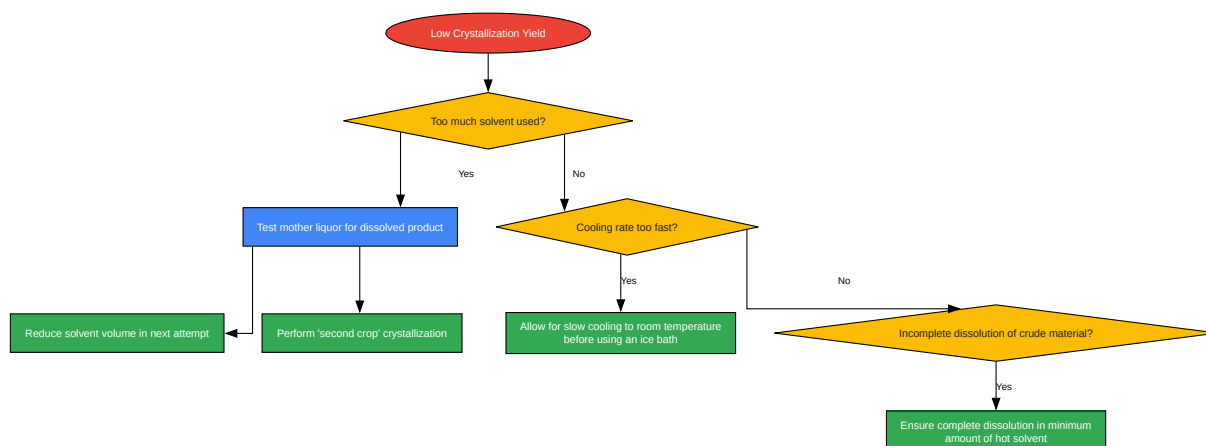 Low Crystallization Yield
Too much solvent used?
Yes
No
Test mother liquor for dissolved product
Cooling rate too fast?
Yes
No
Reduce solvent volume in next attempt
Perform 'second crop' crystallization
Allow for slow cooling to room temperature
before using an ice bath
Incomplete dissolution of crude material?
Yes
Ensure complete dissolution in minimum
amount of hot solvent